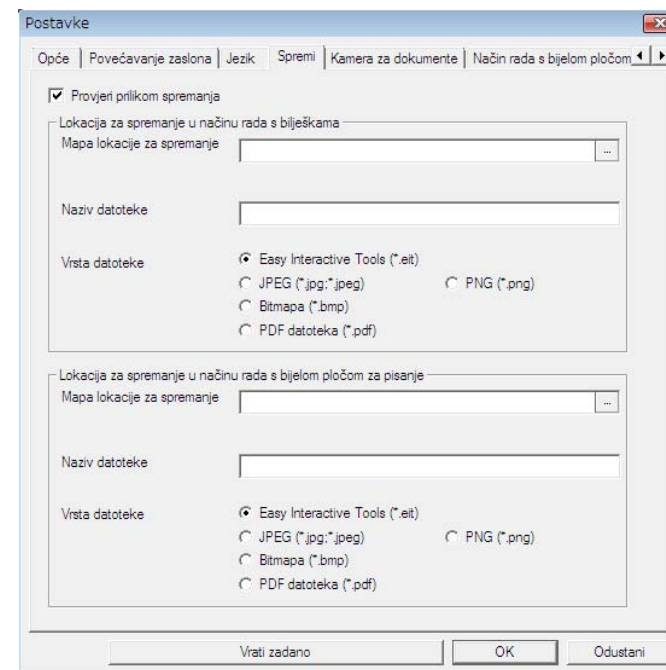 Postavke
Opće Povećavanje zaslona Jezik Spremi Kamera za dokumente Način rada s bijelom pločom
Provjeri prilikom spremanja
Lokacija za spremanje u načinu rada s bilješkama
Mapa lokacije za spremanje ...
Naziv datoteke
Vrsta datoteke Easy Interactive Tools (*.eit)
JPEG (*.jpg;*.jpeg) PNG (*.png)
Bitmapa (*.bmp)
PDF datoteka (*.pdf)
Lokacija za spremanje u načinu rada s bijelom pločom za pisanje
Mapa lokacije za spremanje ...
Naziv datoteke
Vrsta datoteke Easy Interactive Tools (*.eit)
JPEG (*.jpg;*.jpeg) PNG (*.png)
Bitmapa (*.bmp)
PDF datoteka (*.pdf)
Vrati zadano OK Odustani